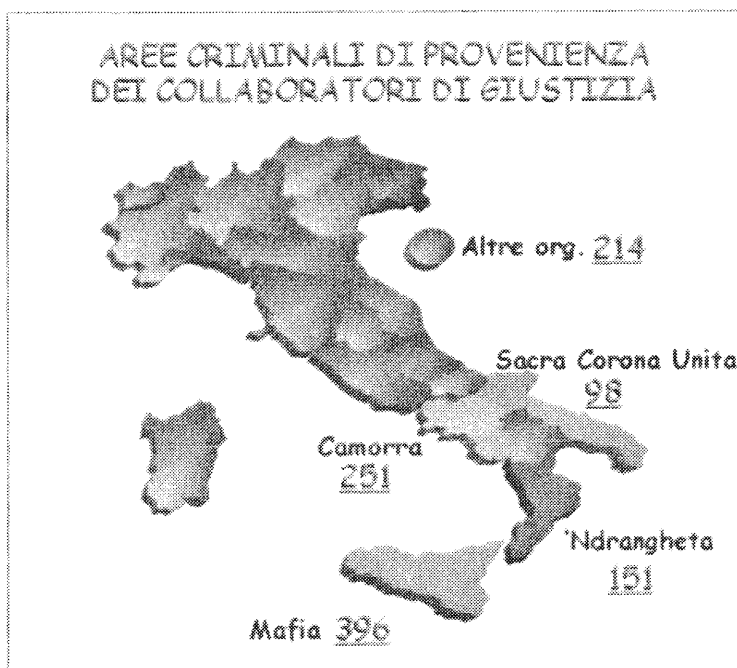 AREE CRIMINALI DI PROVENIENZA
DEI COLLABORATORI DI GIUSTIZIA
Altre org. 214
Sacra Corona Unita
98
Camorra
251
'Ndrangheta
151
Mafia 396